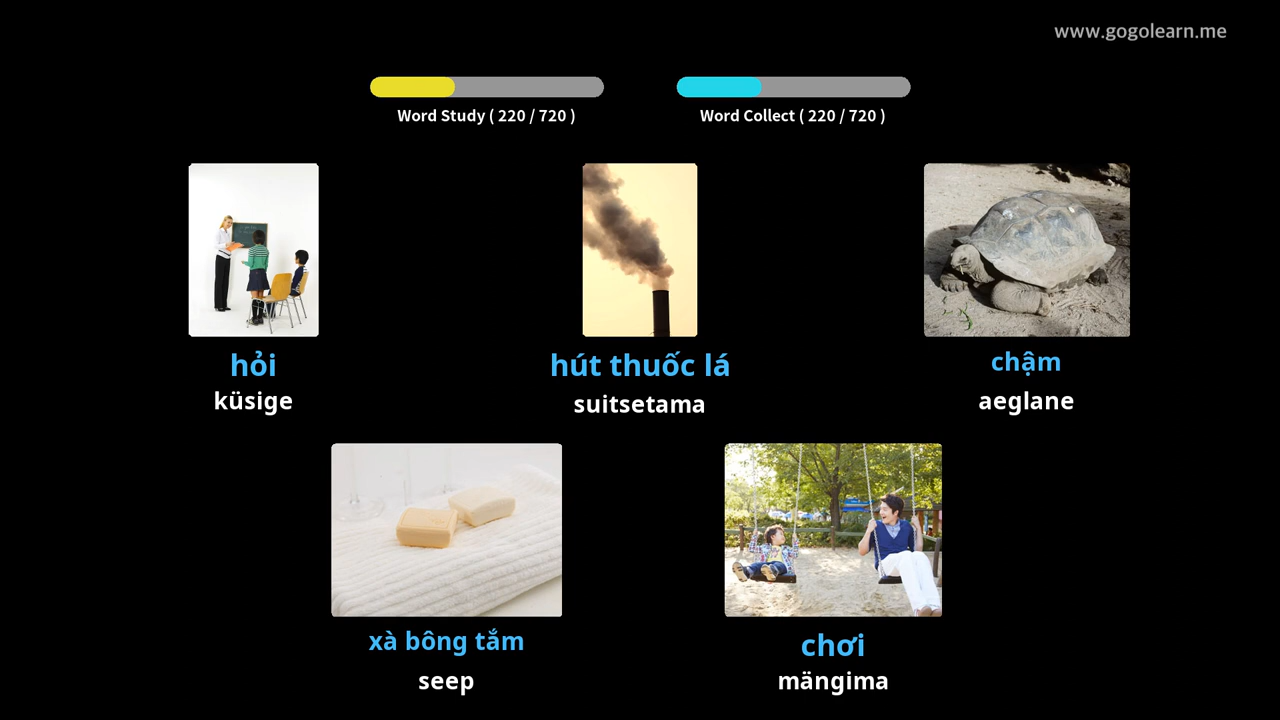 www.gogolearn.me
Word Study ( 220 / 720 )
Word Collect ( 220 / 720 )
hỏi
küsige
hút thuốc lá
suitsetama
chậm
aeglane
xà bông tắm
seep
chơi
mängima